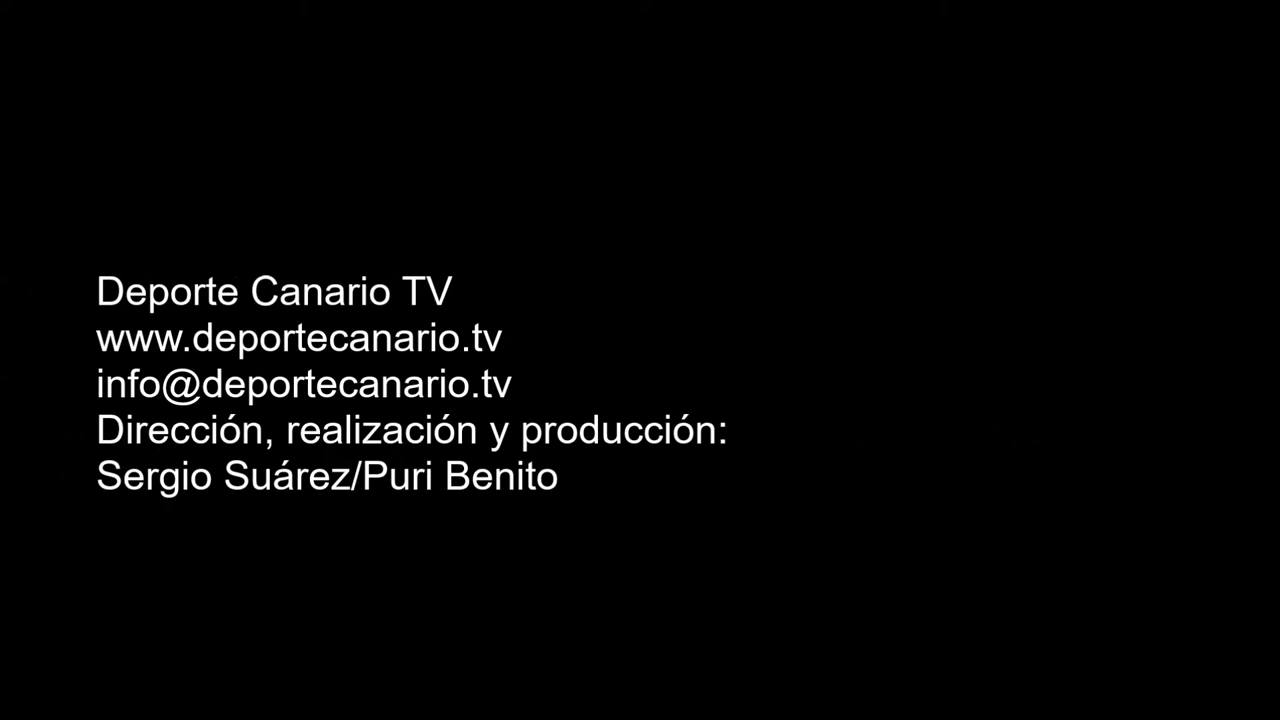 Deporte Canario TV
www.deportecanario.tv
info@deportecanario.tv
Dirección, realización y producción:
Sergio Suárez/Puri Benito